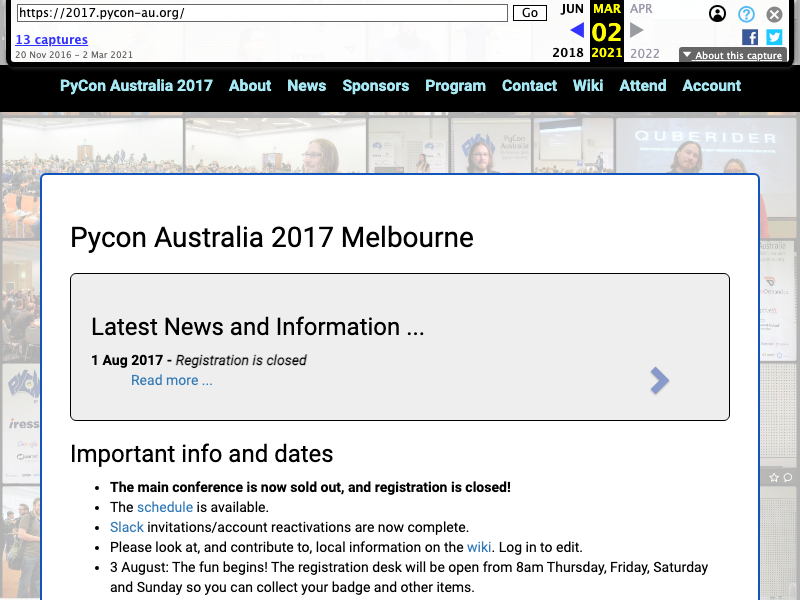 https://2017.pycon-au.org/
Go
JUN MAR APR
13 captures
02
20 Nov 2016 – 2 Mar 2021
2018 2021 2022
About this capture
PyCon Australia 2017 About News Sponsors Program Contact Wiki Attend Account
PyCon Australia
QUBERIDER
Pycon Australia 2017 Melbourne
Latest News and Information ...
1 Aug 2017 - Registration is closed
Read more ...
Important info and dates
The main conference is now sold out, and registration is closed!
The schedule is available.
Slack invitations/account reactivations are now complete.
Please look at, and contribute to, local information on the wiki. Log in to edit.
3 August: The fun begins! The registration desk will be open from 8am Thursday, Friday, Saturday
and Sunday so you can collect your badge and other items.